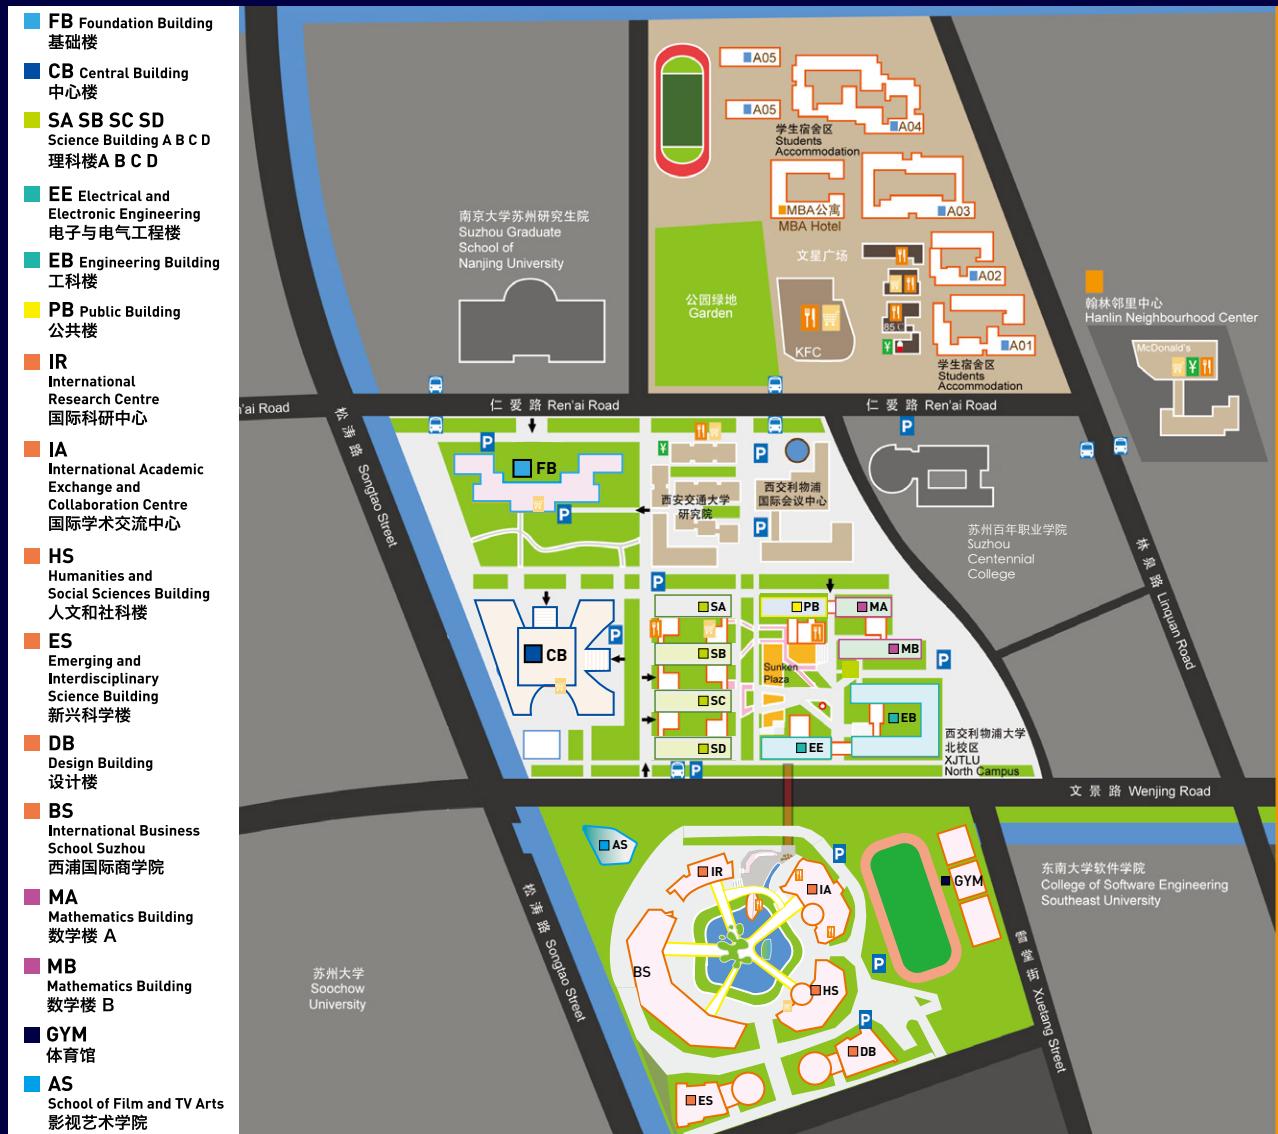 FB Foundation Building
基础楼
CB Central Building
中心楼
SA SB SC SD
Science Building A B C D
理科楼A B C D
EE Electrical and
Electronic Engineering
电子与电气工程楼
EB Engineering Building
工科楼
PB Public Building
公共楼
IR
International
Research Centre
国际科研中心
IA
International Academic
Exchange and
Collaboration Centre
国际学术交流中心
HS
Humanities and
Social Sciences Building
人文和社科楼
ES
Emerging and
Interdisciplinary
Science Building
新兴科学楼
DB
Design Building
设计楼
BS
International Business
School Suzhou
西浦国际商学院
MA
Mathematics Building
数学楼 A
MB
Mathematics Building
数学楼 B
GYM
体育馆
AS
School of Film and TV Arts
影视艺术学院
A05
A05
A04
学生宿舍区
Students
Accommodation
MBA公寓
MBA Hotel
A03
南京大学苏州研究生院
Suzhou Graduate
School of
Nanjing University
文星广场
A02
公园绿地
Garden
KFC
85℃
¥
A01
学生宿舍区
Students
Accommodation
翰林邻里中心
Hanlin Neighbourhood Center
McDonald's
¥
n'ai Road
仁爱路 Ren'ai Road
仁爱路 Ren'ai Road
松涛路 Songtao Street
P
FB
P
¥
西安交通大学
研究院
P
西交利物浦
国际会议中心
P
P
苏州百年职业学院
Suzhou
Centennial
College
林泉路 Linquan Road
P
SA
PB
MA
P
CB
SB
MB
P
Sunken
Plaza
SC
EB
SD
EE
P
西交利物浦大学
北校区
XJTLU
North Campus
文景路 Wenjing Road
AS
P
IR
IA
GYM
东南大学软件学院
College of Software Engineering
Southeast University
松涛路 Songtao Street
雪堂街 Xuetang Street
苏州大学
Soochow
University
BS
P
HS
P
DB
ES